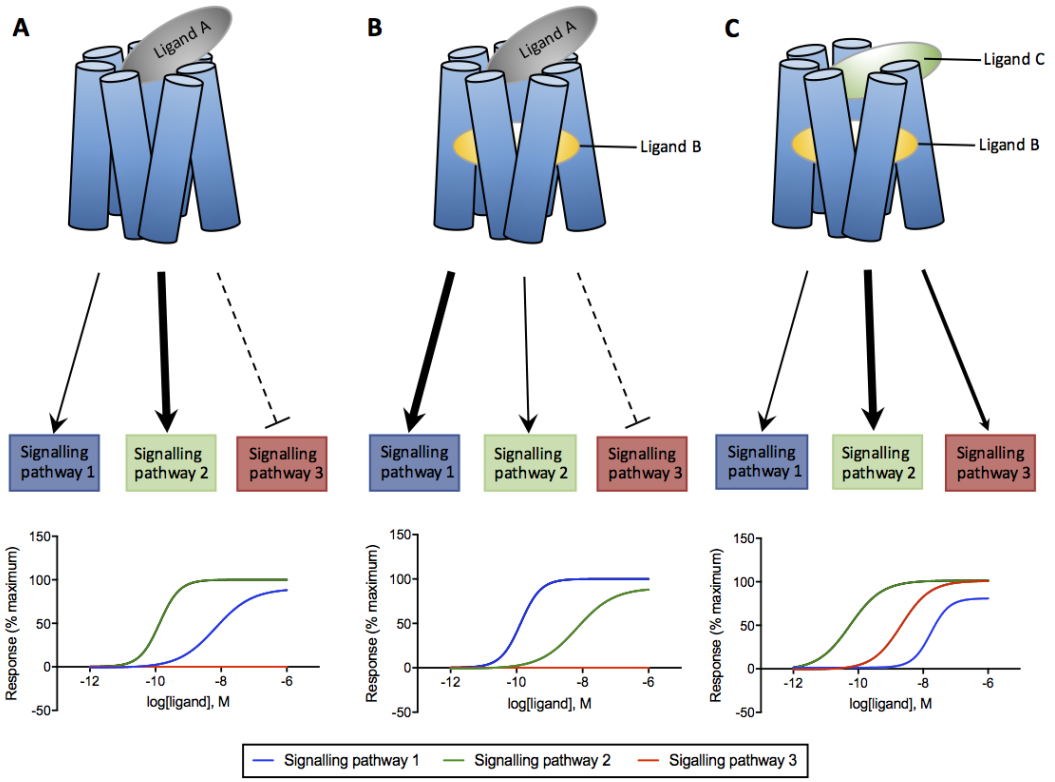 A
B
C
Ligand A
Ligand A
Ligand C
Ligand B
Ligand B
Signalling
pathway 1
Signalling
pathway 2
Signalling
pathway 3
Signalling
pathway 1
Signalling
pathway 2
Signalling
pathway 3
Signalling
pathway 1
Signalling
pathway 2
Signalling
pathway 3
Response (% maximum)
150
100
50
0
-50
-12
-10
-8
-6
log[ligand], M
Response (% maximum)
150
100
50
0
-50
-12
-10
-8
-6
log[ligand], M
Response (% maximum)
150
100
50
0
-50
-12
-10
-8
-6
log[ligand], M
Signalling pathway 1
Signalling pathway 2
Sigalling pathway 3